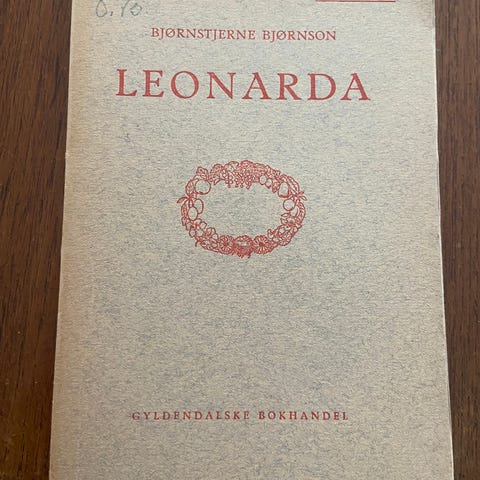 BJØRNSTJERNE BJØRNSON
LEONARDA
GYLDENDALSKE BOKHANDEL